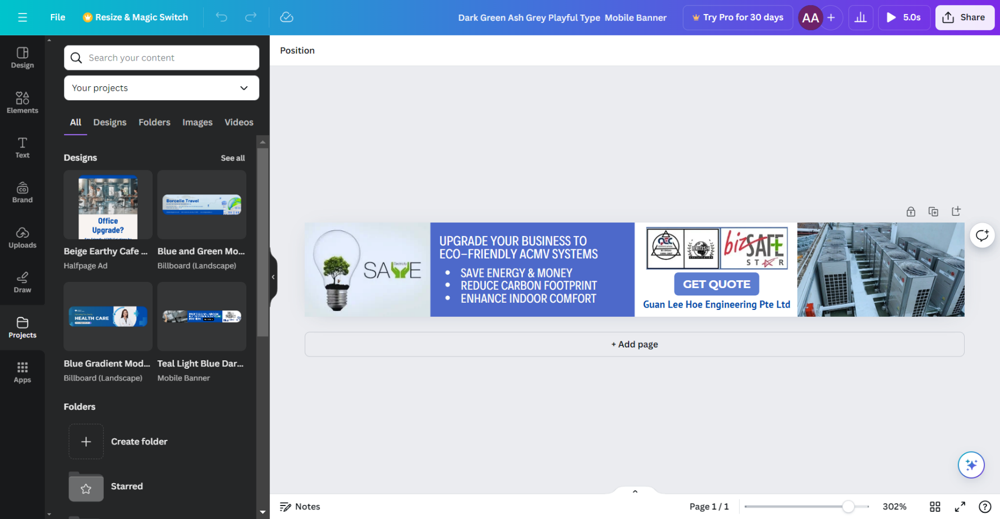 File
Resize & Magic Switch
Dark Green Ash Grey Playful Type Mobile Banner
Try Pro for 30 days
AA
5.0s
Share
Design
Elements
Text
Brand
Uploads
Draw
Projects
Apps
Search your content
Your projects
All Designs Folders Images Videos
Designs
See all
Office
Upgrade?
Borcelle Travel
Beige Earthy Cafe ...
Halfpage Ad
Blue and Green Mo...
Billboard (Landscape)
HEALTH CARE
Blue Gradient Mod...
Billboard (Landscape)
Teal Light Blue Dar...
Mobile Banner
Folders
Create folder
Starred
Position
Electricity
SAVE
UPGRADE YOUR BUSINESS TO
ECO-FRIENDLY ACMV SYSTEMS
• SAVE ENERGY & MONEY
• REDUCE CARBON FOOTPRINT
• ENHANCE INDOOR COMFORT
BRITISH
bizSAFE
STAR
GET QUOTE
Guan Lee Hoe Engineering Pte Ltd
+ Add page
Notes
Page 1 / 1
302%